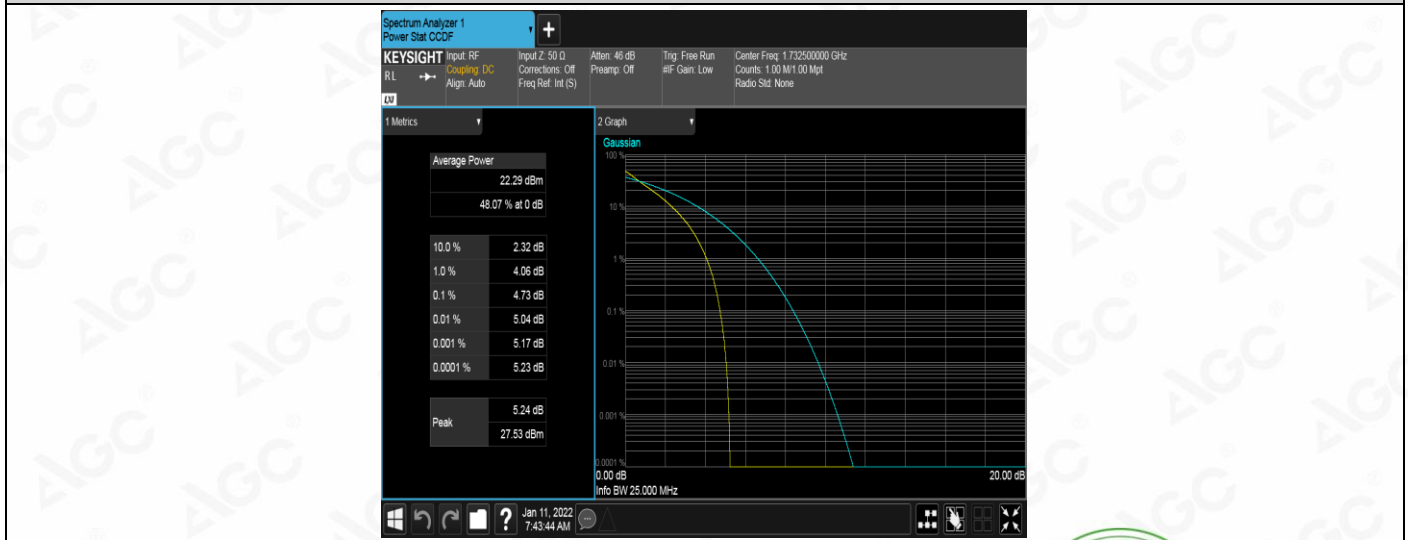 Spectrum Analyzer 1
Power Stat CCDF
+
KEYSIGHT
RL
LXI
Input: RF
Coupling: DC
Align: Auto
Input Z: 50 Ω
Corrections: Off
Freq Ref: Int (S)
Atten: 46 dB
Preamp: Off
Trig: Free Run
#IF Gain: Low
Center Freq: 1.732500000 GHz
Counts: 1.00 M/1.00 Mpt
Radio Std: None
1 Metrics
Average Power
22.29 dBm
48.07 % at 0 dB
10.0 % 2.32 dB
1.0 % 4.06 dB
0.1 % 4.73 dB
0.01 % 5.04 dB
0.001 % 5.17 dB
0.0001 % 5.23 dB
Peak
5.24 dB
27.53 dBm
2 Graph
Gaussian
100 %
10 %
1 %
0.1 %
0.01 %
0.001 %
0.0001 %
0.00 dB
20.00 dB
Info BW 25.000 MHz
?
Jan 11, 2022
7:43:44 AM
AGC